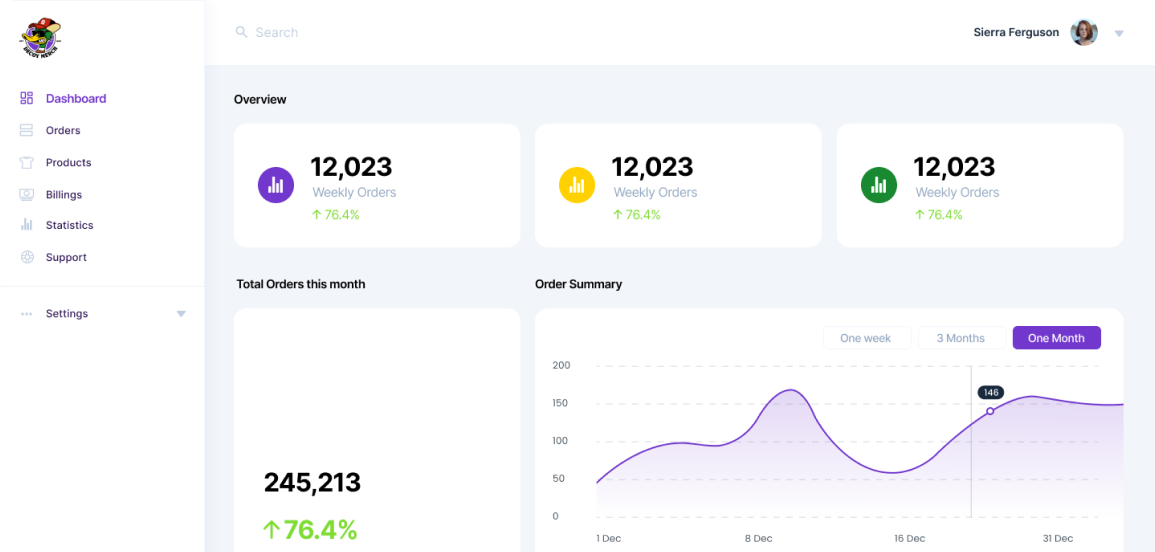 Search
Sierra Ferguson
DECOY MERCH
Dashboard
Orders
Products
Billings
Statistics
Support
Settings
Overview
12,023
Weekly Orders
↑ 76.4%
12,023
Weekly Orders
↑ 76.4%
12,023
Weekly Orders
↑ 76.4%
Total Orders this month
245,213
↑ 76.4%
Order Summary
One week
3 Months
One Month
200
150
100
50
0
146
1 Dec
8 Dec
16 Dec
31 Dec